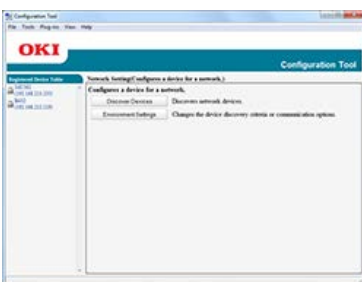 Configuration Tool
File Tools Plug-ins View Help
OKI
Configuration Tool
Registered Device Table
Network Setting(Configures a device for a network.)
Configures a device for a network.
Discover Devices Discovers network devices.
Environment Settings Changes the device discovery criteria or communication options.